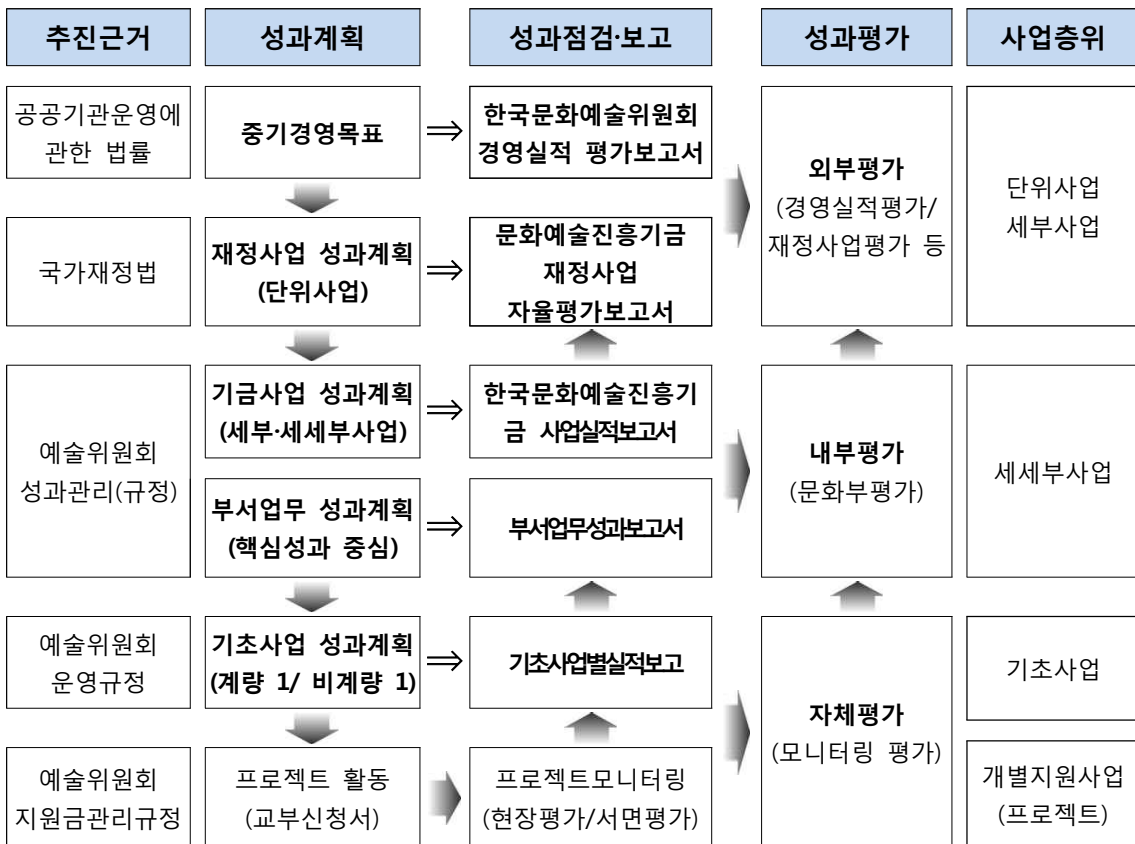 추진근거
성과계획
성과점검·보고
성과평가
사업층위
공공기관운영에
관한 법률
중기경영목표
⇒
한국문화예술위원회
경영실적 평가보고서
외부평가
(경영실적평가/
재정사업평가 등
단위사업
세부사업
국가재정법
재정사업 성과계획
(단위사업)
⇒
문화예술진흥기금
재정사업
자율평가보고서
예술위원회
성과관리(규정)
기금사업 성과계획
(세부·세세부사업)
⇒
한국문화예술진흥기
금 사업실적보고서
내부평가
(문화부평가)
세세부사업
부서업무 성과계획
(핵심성과 중심)
⇒
부서업무성과보고서
예술위원회
운영규정
기초사업 성과계획
(계량 1/ 비계량 1)
⇒
기초사업별실적보고
자체평가
(모니터링 평가)
기초사업
예술위원회
지원금관리규정
프로젝트 활동
(교부신청서)
프로젝트모니터링
(현장평가/서면평가)
개별지원사업
(프로젝트)